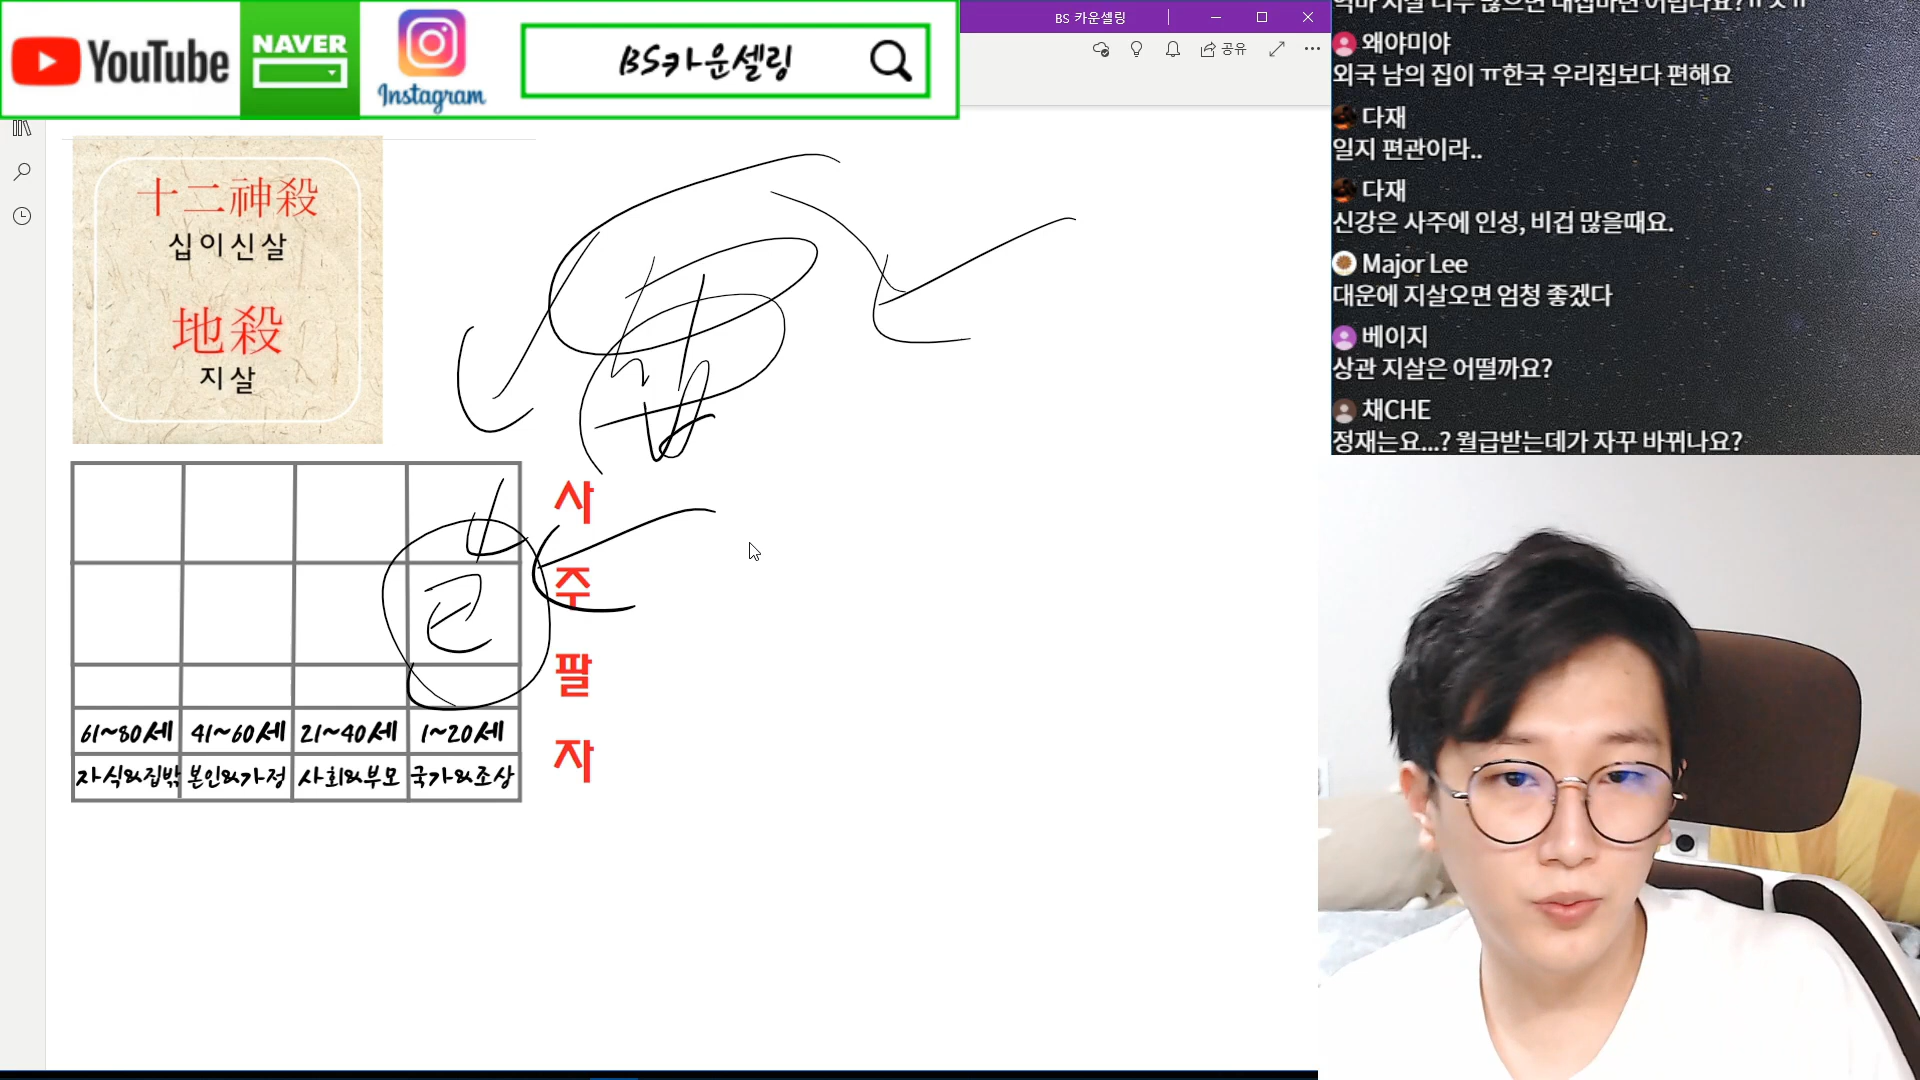 YouTube
NAVER
Instagram
BS카운셀링
BS 카운셀링
공유
十二神殺
십이신살
地殺
지살
사
주
팔
자
61~80세 41~60세 21~40세 1~20세
자식&집밖 본인&가정 사회&부모 국가&조상
왜야미야
외국 남의 집이 ㅠ한국 우리집보다 편해요
다재
일지 편관이라..
다재
신강은 사주에 인성, 비겁 많을때요.
Major Lee
대운에 지살오면 엄청 좋겠다
베이지
상관 지살은 어떨까요?
채CHE
정재는요...? 월급받는데가 자꾸 바뀌나요?